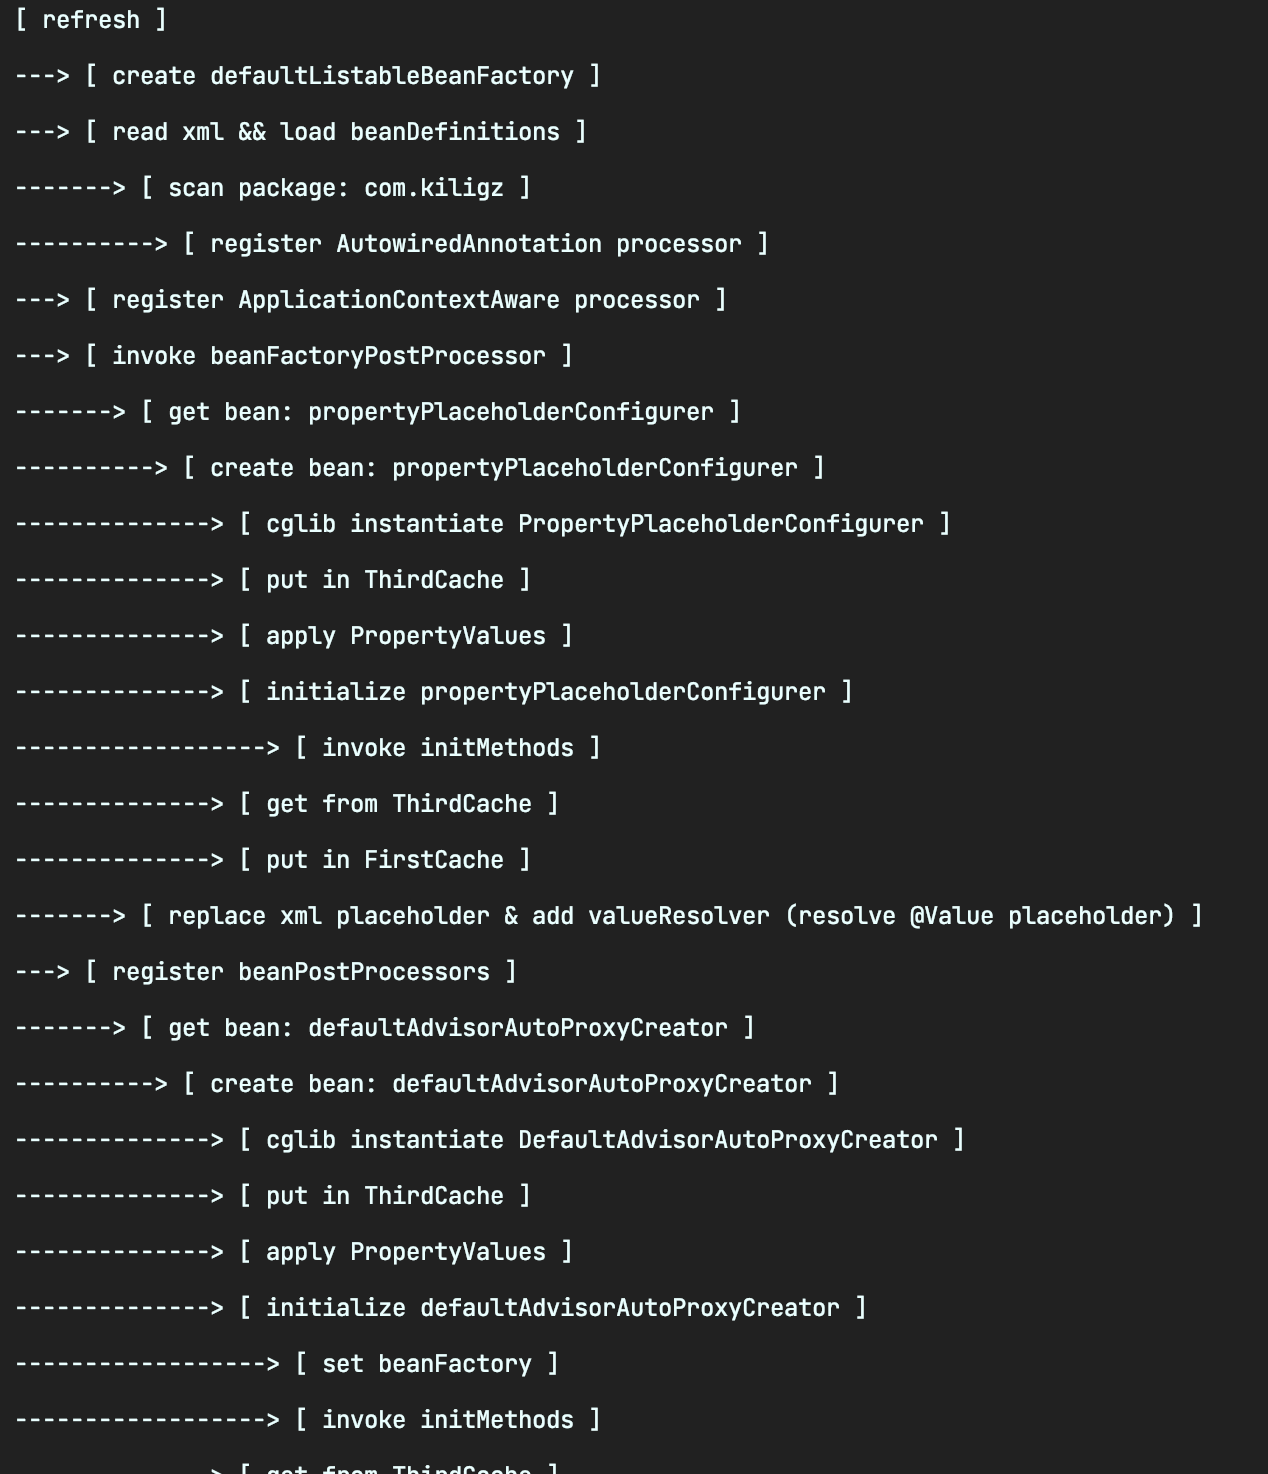 [ refresh ]
---> [ create defaultListableBeanFactory ]
---> [ read xml && load beanDefinitions ]
-------> [ scan package: com.kiligz ]
----------> [ register AutowiredAnnotation processor ]
---> [ register ApplicationContextAware processor ]
---> [ invoke beanFactoryPostProcessor ]
-------> [ get bean: propertyPlaceholderConfigurer ]
----------> [ create bean: propertyPlaceholderConfigurer ]
--------------> [ cglib instantiate PropertyPlaceholderConfigurer ]
--------------> [ put in ThirdCache ]
--------------> [ apply PropertyValues ]
--------------> [ initialize propertyPlaceholderConfigurer ]
------------------> [ invoke initMethods ]
--------------> [ get from ThirdCache ]
--------------> [ put in FirstCache ]
-------> [ replace xml placeholder & add valueResolver (resolve @Value placeholder) ]
---> [ register beanPostProcessors ]
-------> [ get bean: defaultAdvisorAutoProxyCreator ]
----------> [ create bean: defaultAdvisorAutoProxyCreator ]
--------------> [ cglib instantiate DefaultAdvisorAutoProxyCreator ]
--------------> [ put in ThirdCache ]
--------------> [ apply PropertyValues ]
--------------> [ initialize defaultAdvisorAutoProxyCreator ]
------------------> [ set beanFactory ]
------------------> [ invoke initMethods ]
--------------> [ get from ThirdCache ]